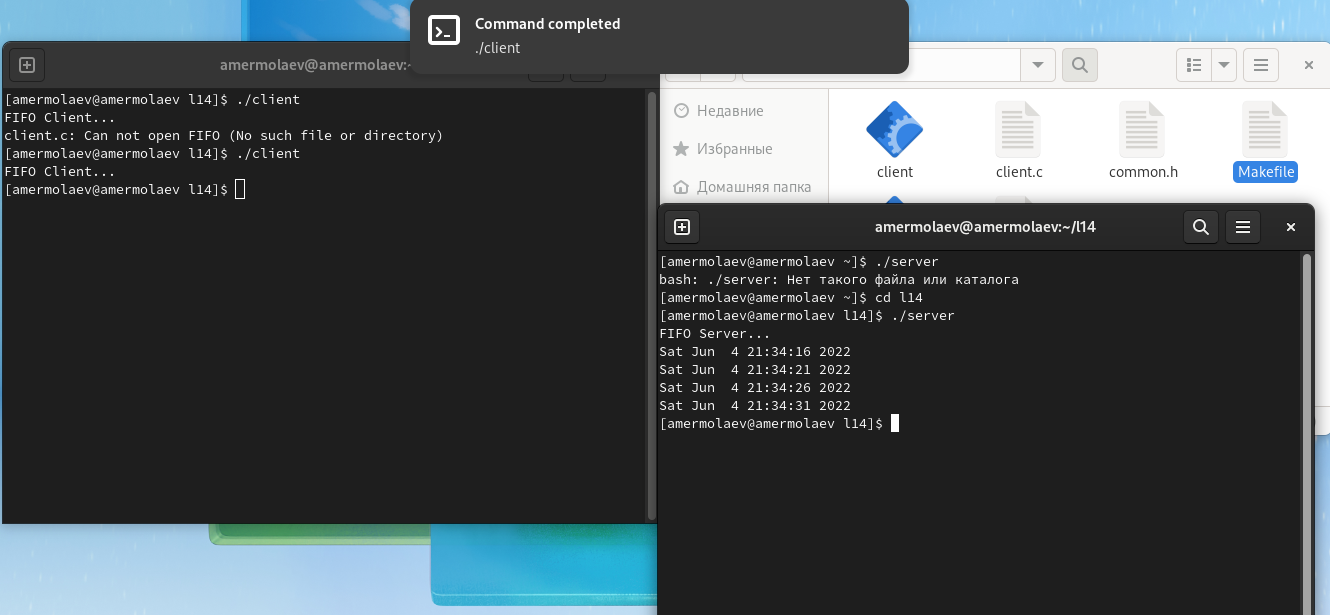 Command completed
./client
amermolaev@amermolaev:~
[amermolaev@amermolaev l14]$ ./client
FIFO Client...
client.c: Can not open FIFO (No such file or directory)
[amermolaev@amermolaev l14]$ ./client
FIFO Client...
[amermolaev@amermolaev l14]$
Недавние
Избранные
Домашняя папка
client
client.c
common.h
Makefile
amermolaev@amermolaev:~/l14
[amermolaev@amermolaev ~]$ ./server
bash: ./server: Нет такого файла или каталога
[amermolaev@amermolaev ~]$ cd l14
[amermolaev@amermolaev l14]$ ./server
FIFO Server...
Sat Jun  4 21:34:16 2022
Sat Jun  4 21:34:21 2022
Sat Jun  4 21:34:26 2022
Sat Jun  4 21:34:31 2022
[amermolaev@amermolaev l14]$